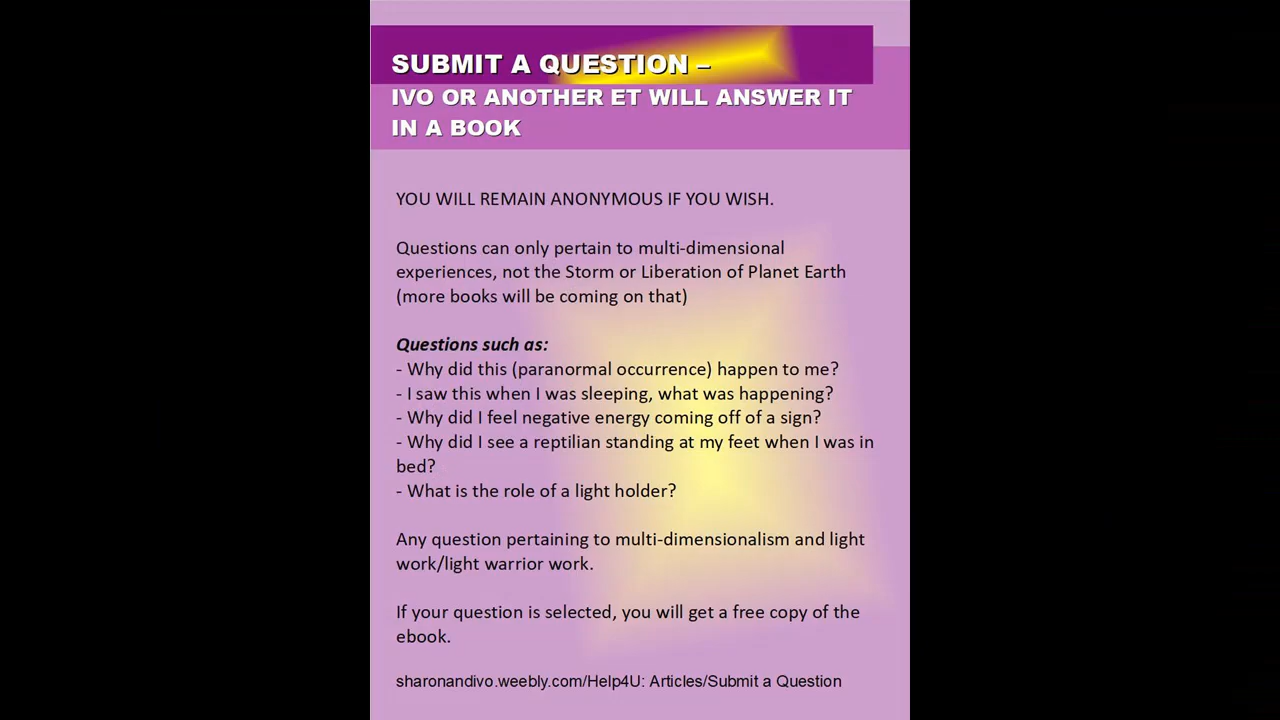 SUBMIT A QUESTION –
IVO OR ANOTHER ET WILL ANSWER IT
IN A BOOK
YOU WILL REMAIN ANONYMOUS IF YOU WISH.
Questions can only pertain to multi-dimensional
experiences, not the Storm or Liberation of Planet Earth
(more books will be coming on that)
Questions such as:
- Why did this (paranormal occurrence) happen to me?
- I saw this when I was sleeping, what was happening?
- Why did I feel negative energy coming off of a sign?
- Why did I see a reptilian standing at my feet when I was in
bed?
- What is the role of a light holder?
Any question pertaining to multi-dimensionalism and light
work/light warrior work.
If your question is selected, you will get a free copy of the
ebook.
sharonandivo.weebly.com/Help4U: Articles/Submit a Question